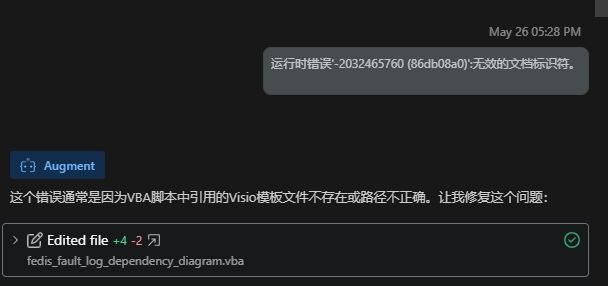 May 26 05:28 PM
运行时错误'-2032465760 (86db08a0)':无效的文档标识符。
Augment
这个错误通常是因为VBA脚本中引用的Visio模板文件不存在或路径不正确。让我修复这个问题：
Edited file +4 -2
fedis_fault_log_dependency_diagram.vba